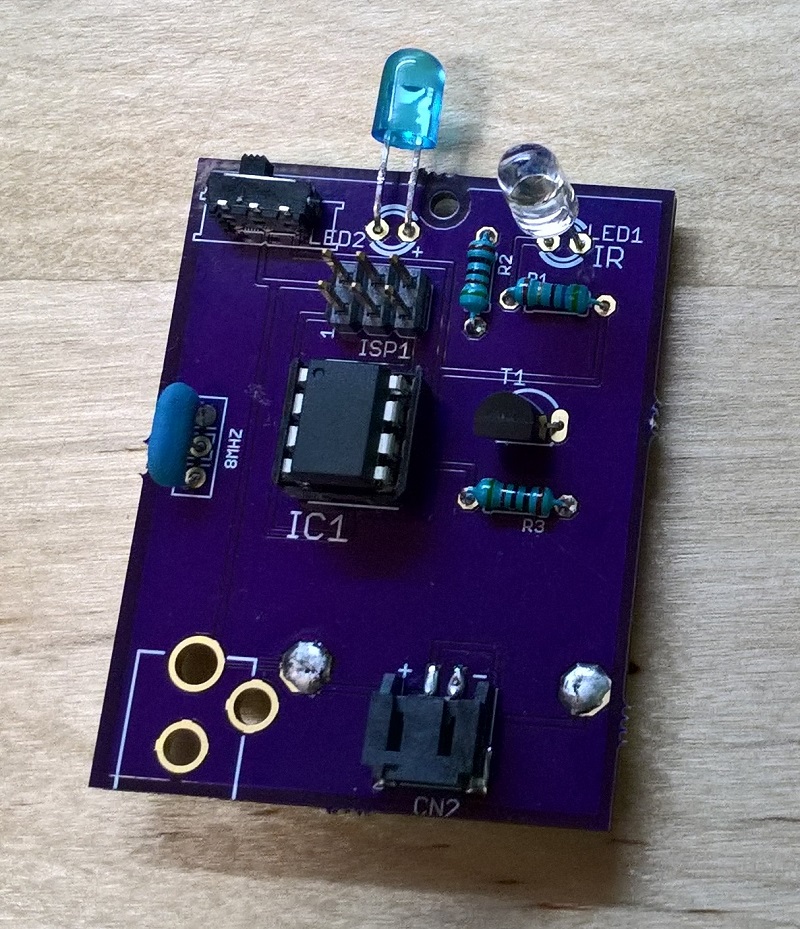 LED2
+
LED1
IR
R2
R1
1
ISP1
T1
8MHZ
IC1
R3
+ -
CN2